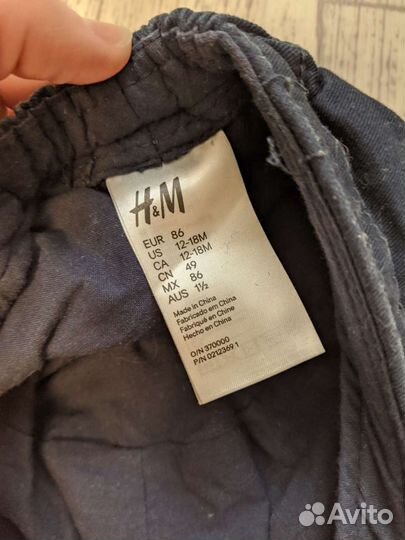 H&M
EUR 86
US 12-18M
CA 12-18M
CN 49
MX 86
AUS 1½
Made in China
Fabricado em China
Fabriqué en Chine
Hecho en China
O/N 370000
P/N 0212369 1
Avito